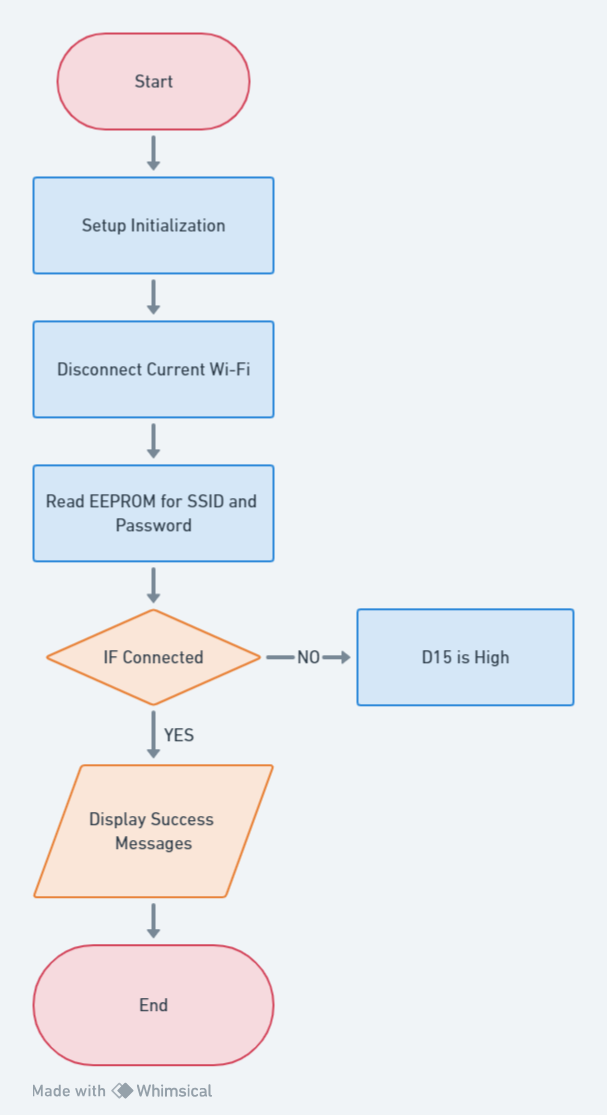 Start
Setup Initialization
Disconnect Current Wi-Fi
Read EEPROM for SSID and
Password
IF Connected
NO
D15 is High
YES
Display Success
Messages
End
Made with Whimsical